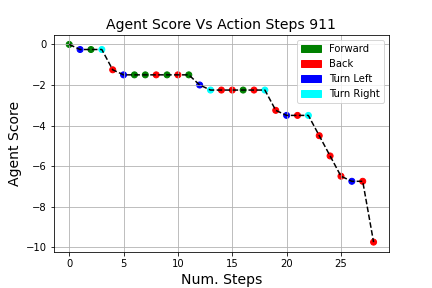 Agent Score Vs Action Steps 911
Agent Score
0
−2
−4
−6
−8
−10
Forward
Back
Turn Left
Turn Right
0 5 10 15 20 25
Num. Steps